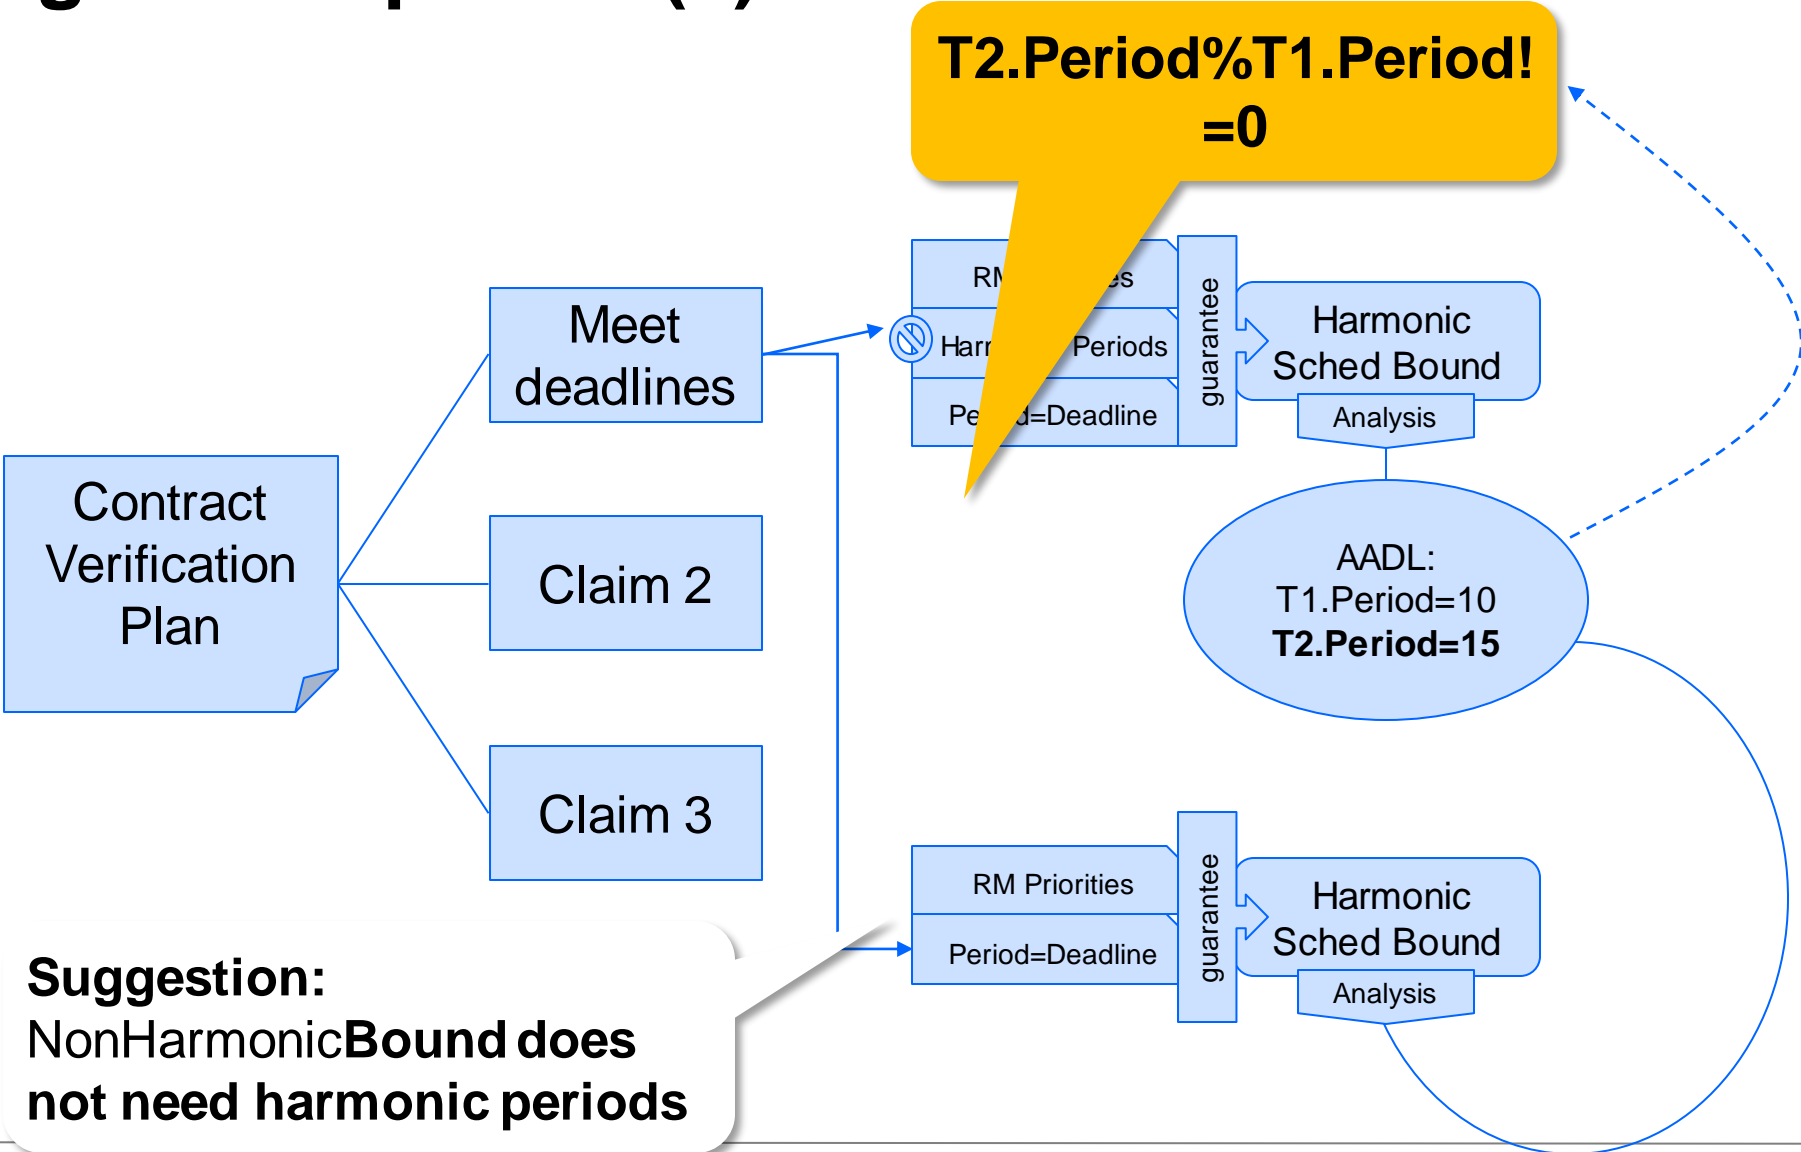 T2.Period%T1.Period!
=0
RM
es
Periods
Period=Deadline
guarantee
Harmonic
Sched Bound
Analysis
Meet
deadlines
Contract
Verification
Plan
Claim 2
Claim 3
AADL:
T1.Period=10
T2.Period=15
RM Priorities
Period=Deadline
guarantee
Harmonic
Sched Bound
Analysis
Suggestion:
NonHarmonicBound does
not need harmonic periods